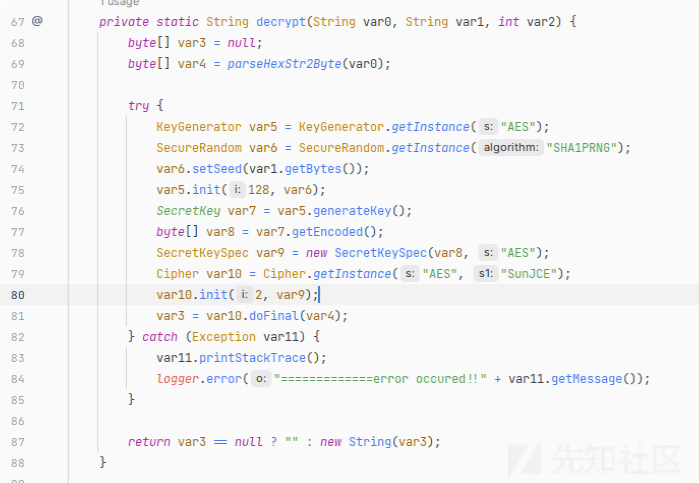 1 usage
67 @ private static String decrypt(String var0, String var1, int var2) {
68 byte[] var3 = null;
69 byte[] var4 = parseHexStr2Byte(var0);
70
71 try {
72 KeyGenerator var5 = KeyGenerator.getInstance( s: "AES");
73 SecureRandom var6 = SecureRandom.getInstance( algorithm: "SHA1PRNG");
74 var6.setSeed(var1.getBytes());
75 var5.init( i: 128, var6);
76 SecretKey var7 = var5.generateKey();
77 byte[] var8 = var7.getEncoded();
78 SecretKeySpec var9 = new SecretKeySpec(var8, s: "AES");
79 Cipher var10 = Cipher.getInstance( s: "AES", s1: "SunJCE");
80 var10.init( i: 2, var9);
81 var3 = var10.doFinal(var4);
82 } catch (Exception var11) {
83 var11.printStackTrace();
84 logger.error( o: "=============error occured!!" + var11.getMessage());
85 }
86
87 return var3 == null ? "" : new String(var3);
88 }
89
先知社区